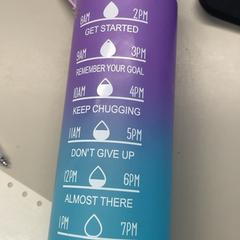 8AM 2PM
GET STARTED
9AM 3PM
REMEMBER YOUR GOAL
10AM 4PM
KEEP CHUGGING
11AM 5PM
DON'T GIVE UP
12PM 6PM
ALMOST THERE
1PM 7PM